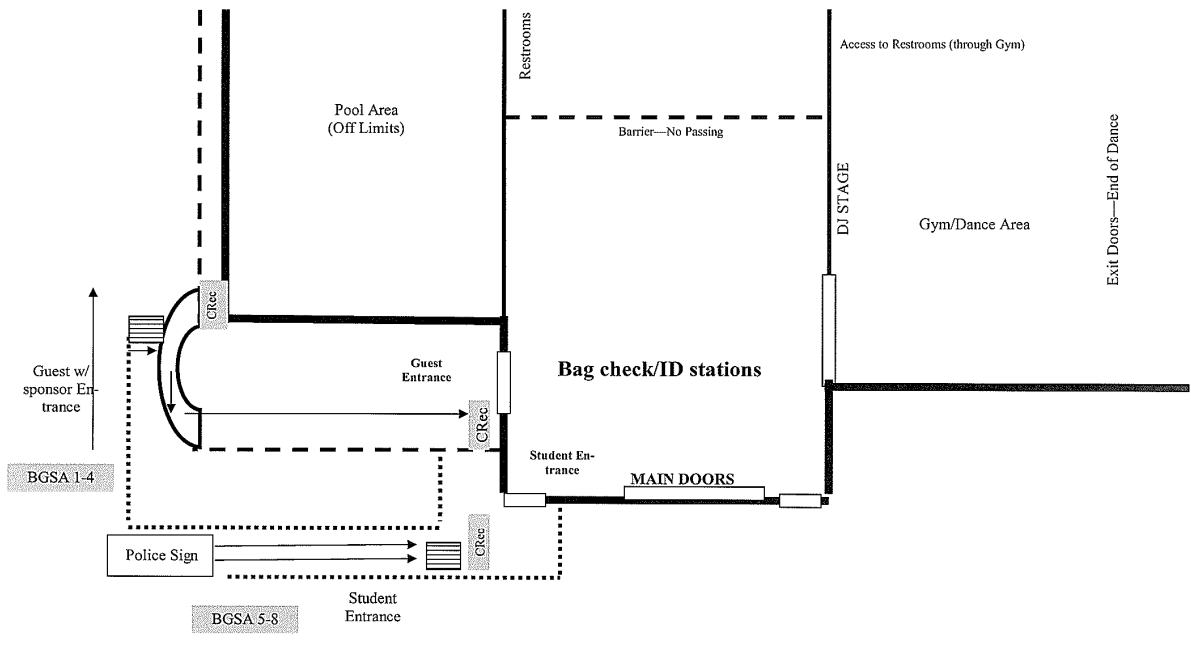 Restrooms
Access to Restrooms (through Gym)
Pool Area
(Off Limits)
Barrier—No Passing
DJ STAGE
Gym/Dance Area
Exit Doors—End of Dance
CRec
Guest w/
sponsor En-
trance
Guest
Entrance
Bag check/ID stations
CRec
Student En-
trance
MAIN DOORS
BGSA 1-4
Police Sign
CRec
Student
Entrance
BGSA 5-8